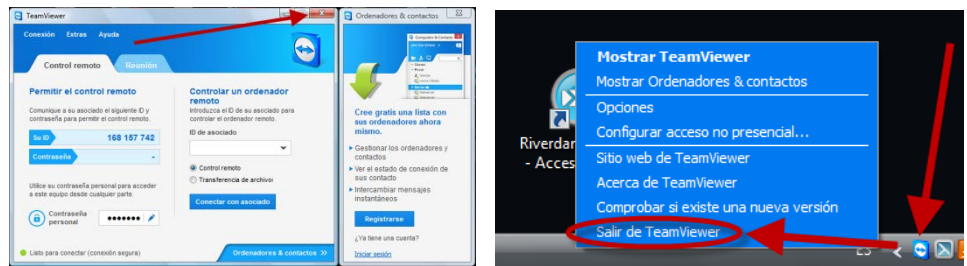 TeamViewer
Conexión Extras Ayuda
Control remoto Reunión
Permitir el control remoto
Comunique a su asociado el siguiente ID y
contraseña para permitir el control remoto.
Su ID 168 157 742
Contraseña -
Utilice su contraseña personal para acceder
a este equipo desde cualquier parte.
Contraseña
personal
Listo para conectar (conexión segura)
Controlar un ordenador
remoto
Introduzca el ID de su asociado para
controlar el ordenador remoto.
ID de asociado
Control remoto
Transferencia de archivos
Conectar con asociado
Ordenadores & contactos >>
Ordenadores & contactos
Cree gratis una lista con
sus ordenadores ahora
mismo.
Gestionar los ordenadores y
contactos
Ver el estado de conexión de
sus contacto
Intercambiar mensajes
instantáneos
Registrarse
¿Ya tiene una cuenta?
Iniciar sesión
Riverdar
- Acces
Mostrar TeamViewer
Mostrar Ordenadores & contactos
Opciones
Configurar acceso no presencial...
Sitio web de TeamViewer
Acerca de TeamViewer
Comprobar si existe una nueva versión
Salir de TeamViewer
ES